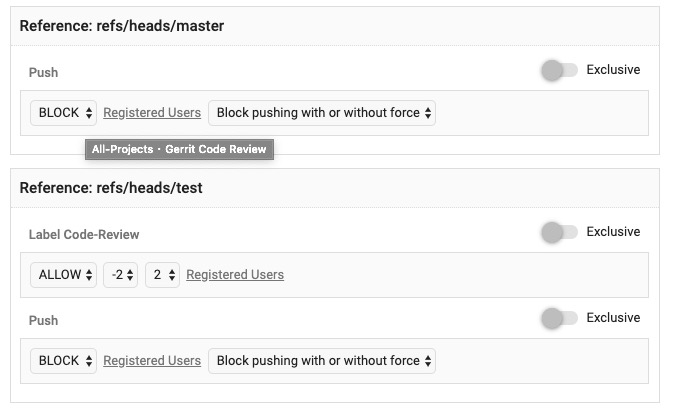 Reference: refs/heads/master
Push
Exclusive
BLOCK Registered Users Block pushing with or without force
All-Projects · Gerrit Code Review
Reference: refs/heads/test
Label Code-Review
Exclusive
ALLOW -2 2 Registered Users
Push
Exclusive
BLOCK Registered Users Block pushing with or without force